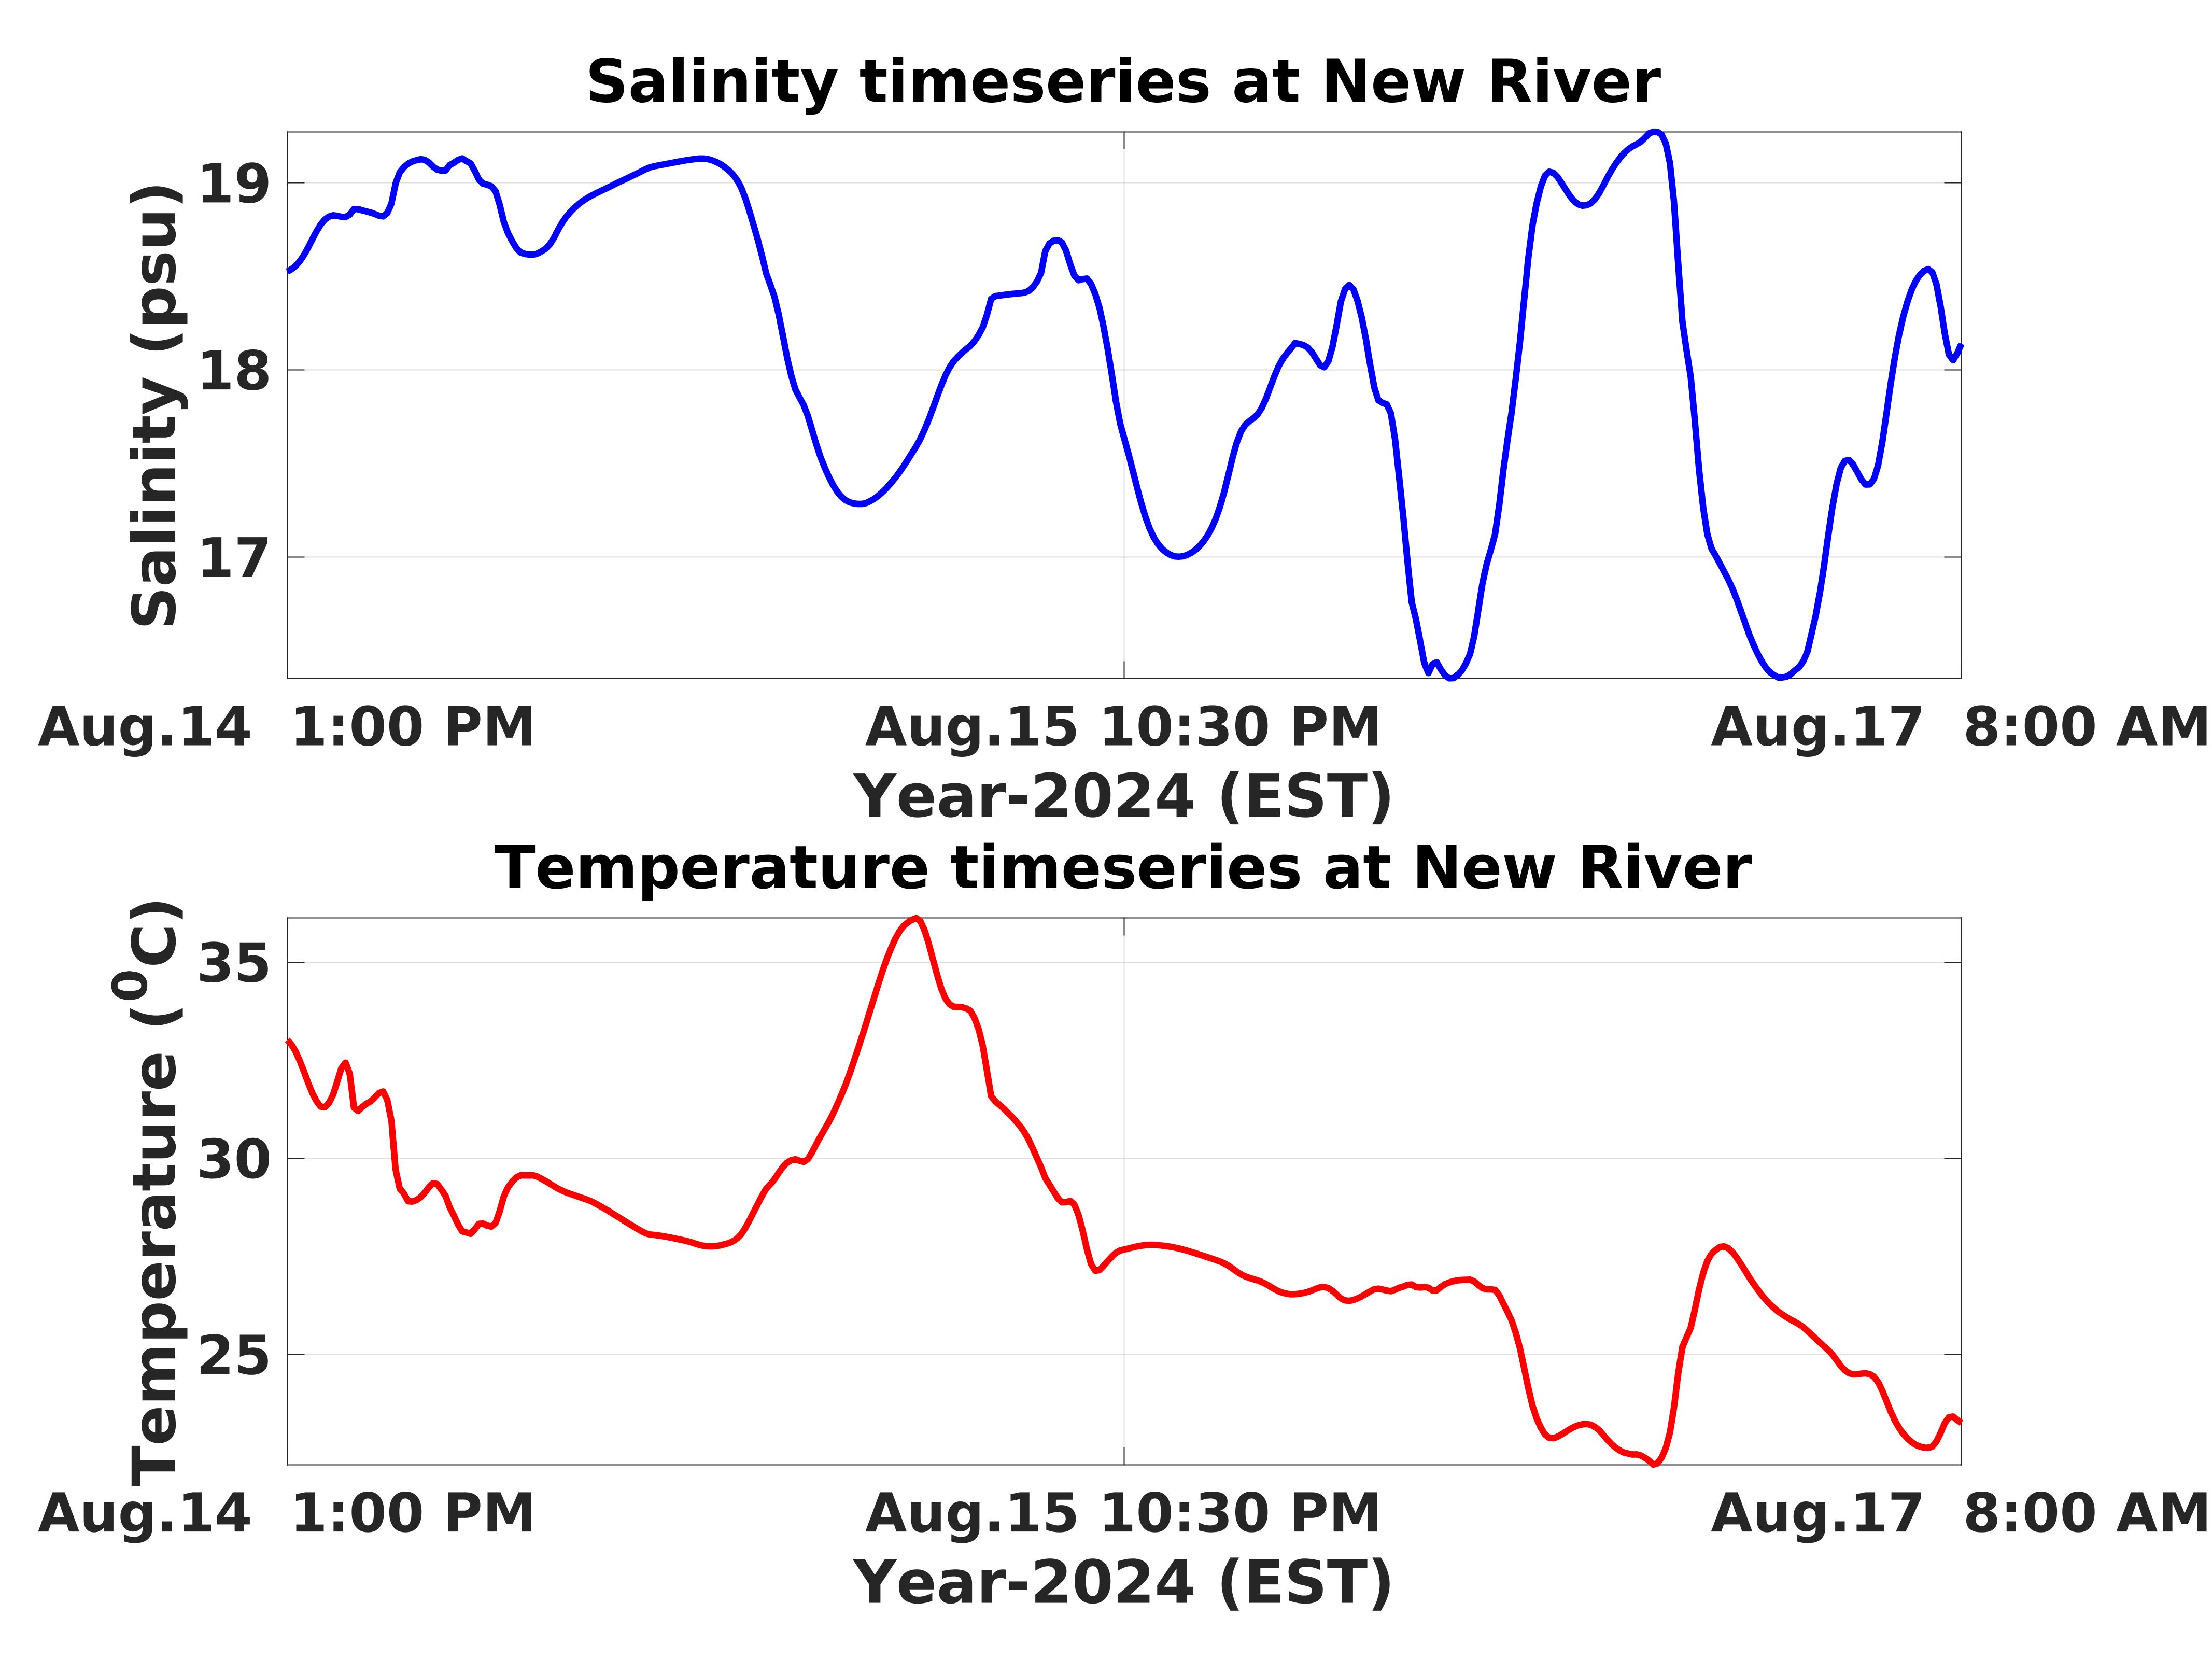 Salinity timeseries at New River
Salinity (psu)
19
18
17
Aug.14  1:00 PM
Aug.15 10:30 PM
Aug.17  8:00 AM
Year-2024 (EST)
Temperature timeseries at New River
Temperature (⁰C)
35
30
25
Aug.14  1:00 PM
Aug.15 10:30 PM
Aug.17  8:00 AM
Year-2024 (EST)